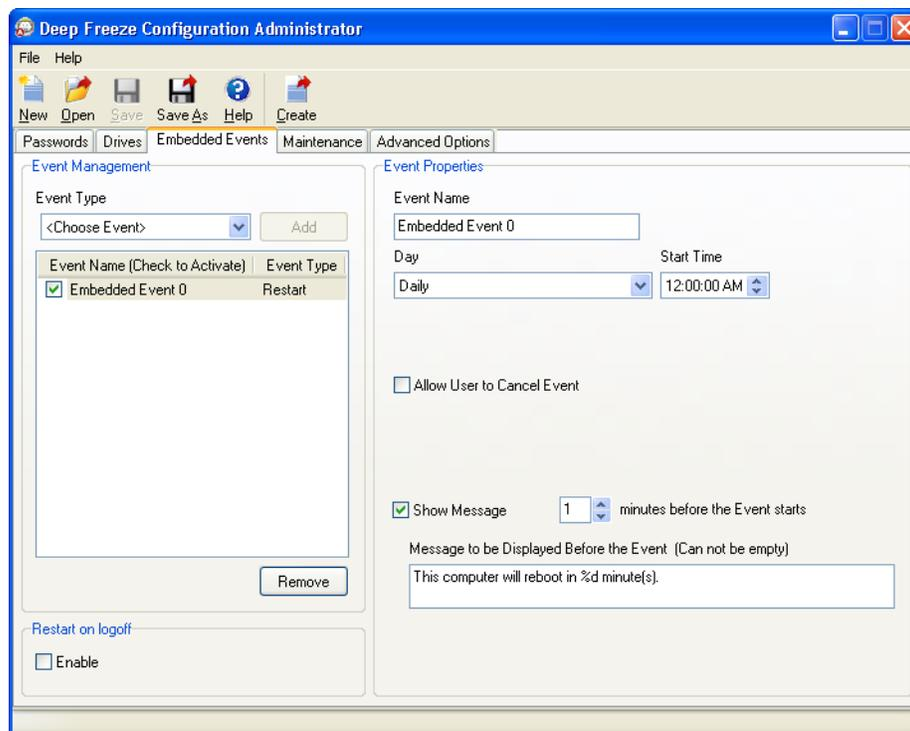 Deep Freeze Configuration Administrator
File Help
New Open Save Save As Help Create
Passwords Drives Embedded Events Maintenance Advanced Options
Event Management
Event Type
<Choose Event> Add
Event Name (Check to Activate) Event Type
Embedded Event 0 Restart
Remove
Restart on logoff
Enable
Event Properties
Event Name
Embedded Event 0
Day Start Time
Daily 12:00:00 AM
Allow User to Cancel Event
Show Message 1 minutes before the Event starts
Message to be Displayed Before the Event (Can not be empty)
This computer will reboot in %d minute(s).